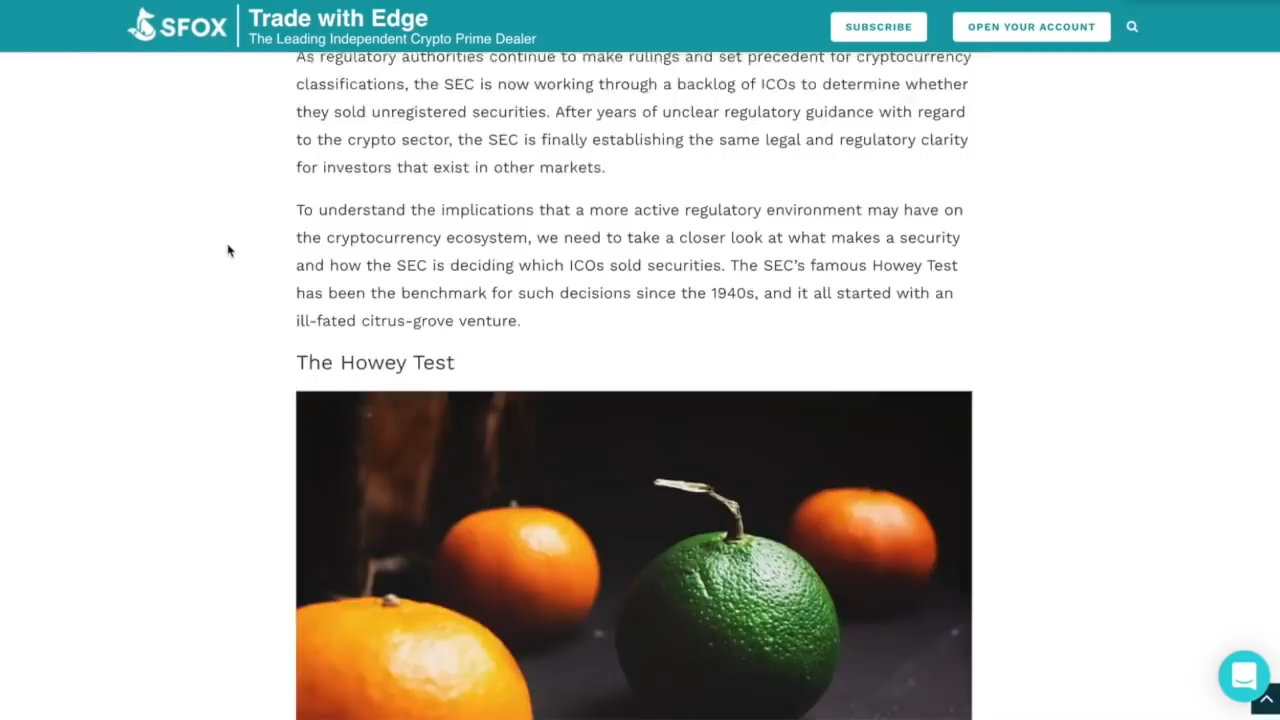 SFOX
Trade with Edge
The Leading Independent Crypto Prime Dealer
SUBSCRIBE
OPEN YOUR ACCOUNT
As regulatory authorities continue to make rulings and set precedent for cryptocurrency
classifications, the SEC is now working through a backlog of ICOs to determine whether
they sold unregistered securities. After years of unclear regulatory guidance with regard
to the crypto sector, the SEC is finally establishing the same legal and regulatory clarity
for investors that exist in other markets.
To understand the implications that a more active regulatory environment may have on
the cryptocurrency ecosystem, we need to take a closer look at what makes a security
and how the SEC is deciding which ICOs sold securities. The SEC’s famous Howey Test
has been the benchmark for such decisions since the 1940s, and it all started with an
ill-fated citrus-grove venture.
The Howey Test